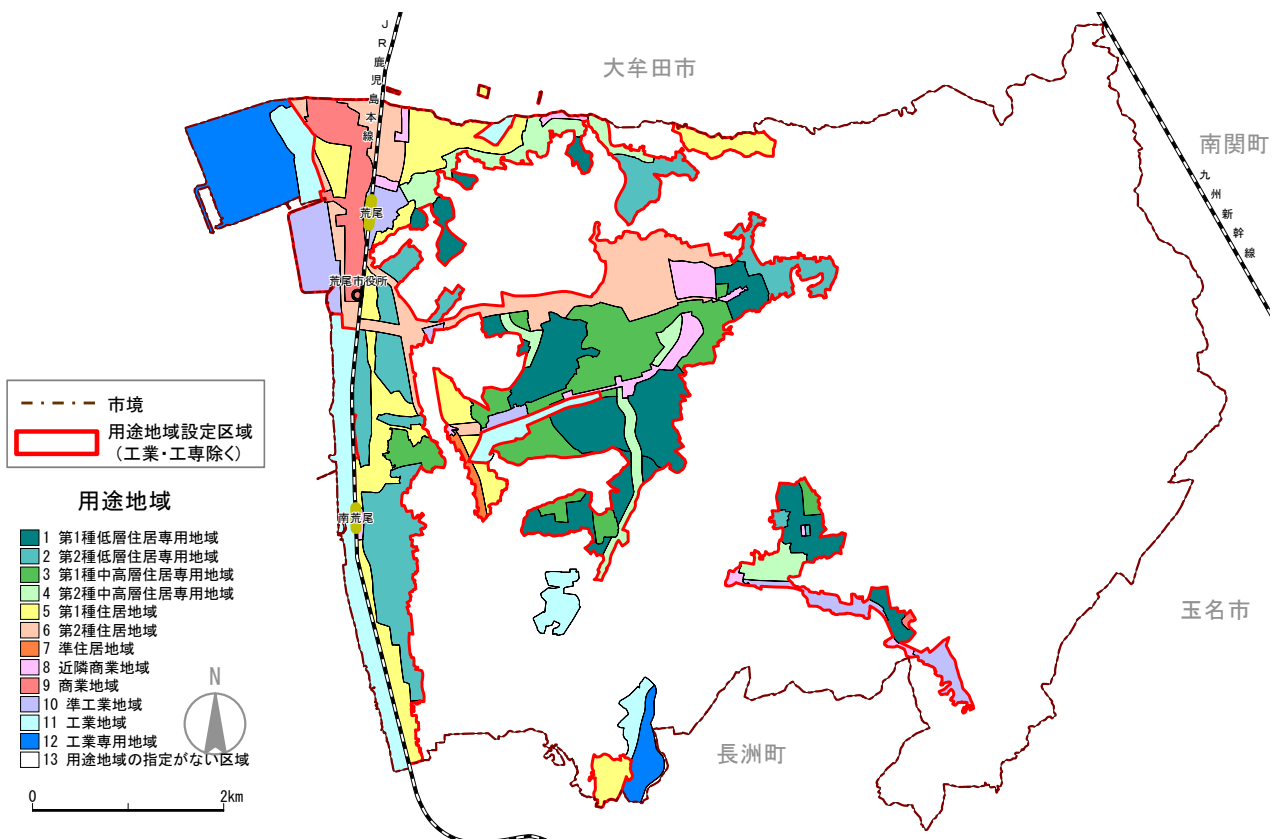 JR鹿児島本線
大牟田市
南関町
九州新幹線
荒尾
荒尾市役所
市境
用途地域設定区域
(工業・工専除く)
用途地域
南荒尾
1 第1種低層住居専用地域
2 第2種低層住居専用地域
3 第1種中高層住居専用地域
4 第2種中高層住居専用地域
5 第1種住居地域
6 第2種住居地域
7 準住居地域
8 近隣商業地域
9 商業地域
10 準工業地域
11 工業地域
12 工業専用地域
13 用途地域の指定がない区域
N
玉名市
長洲町
0 2km